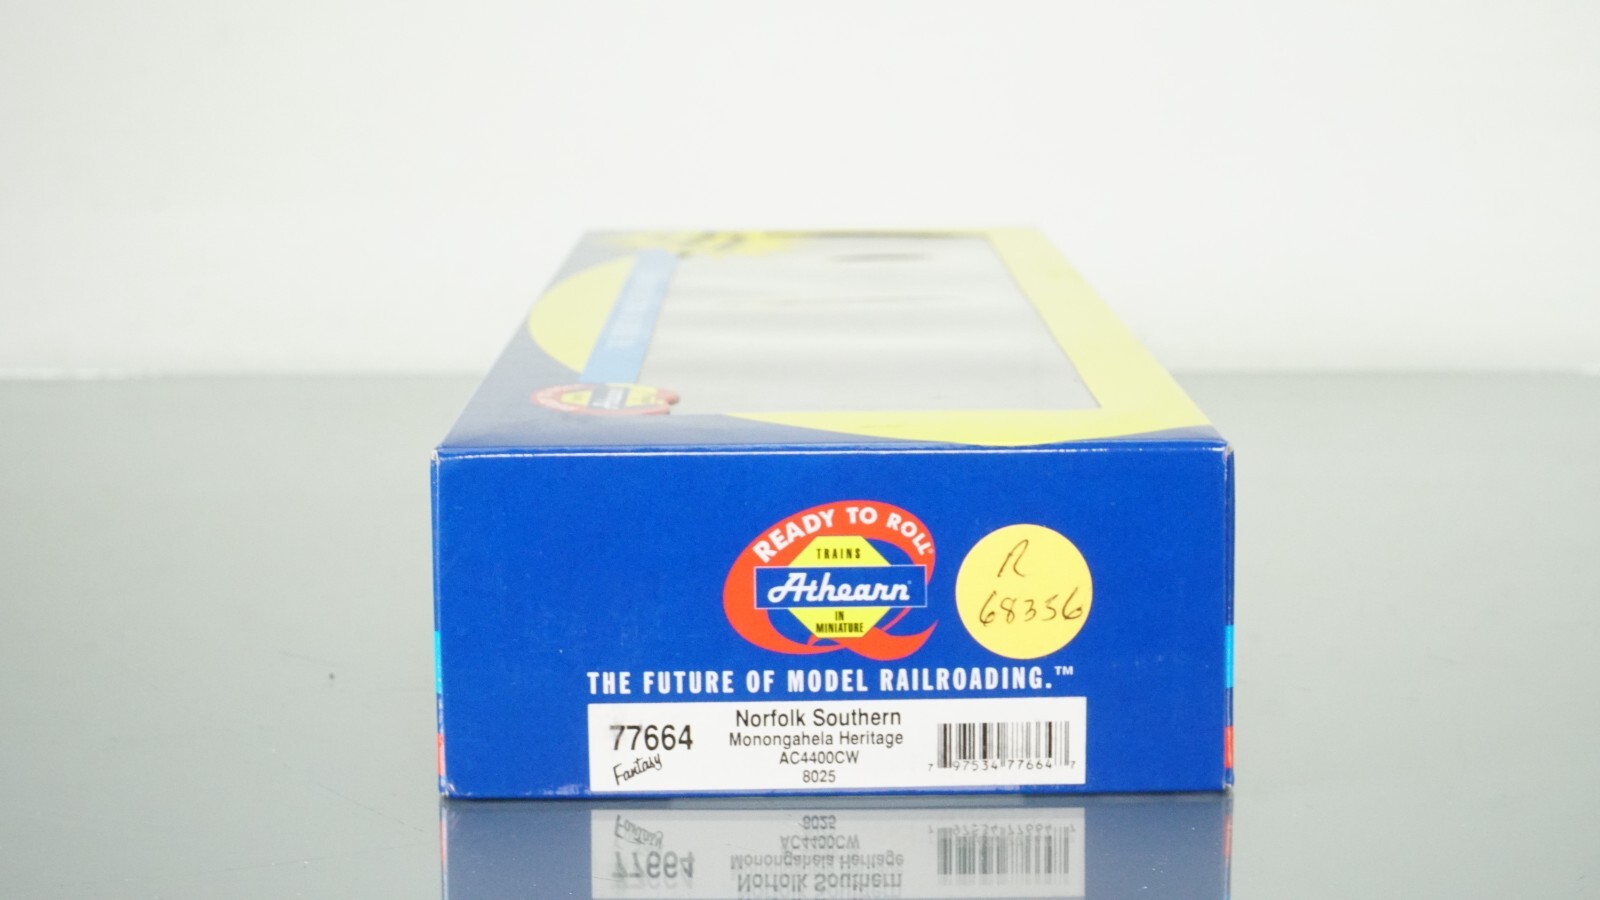 READY TO ROLL
TRAINS
Athearn
IN
MINIATURE
R
68356
THE FUTURE OF MODEL RAILROADING.™
77664
Fantasy
Norfolk Southern
Monongahela Heritage
AC4400CW
8025
7 97534 77664 7